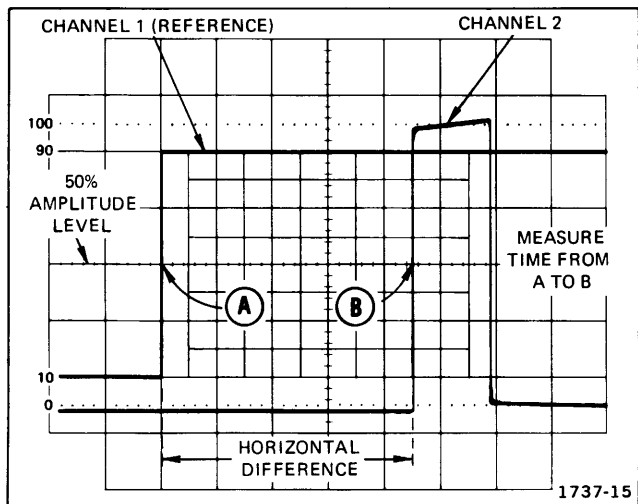 CHANNEL 1 (REFERENCE)
CHANNEL 2
100
90
50%
AMPLITUDE
LEVEL
MEASURE
TIME FROM
A TO B
A
B
10
0
HORIZONTAL
DIFFERENCE
1737-15